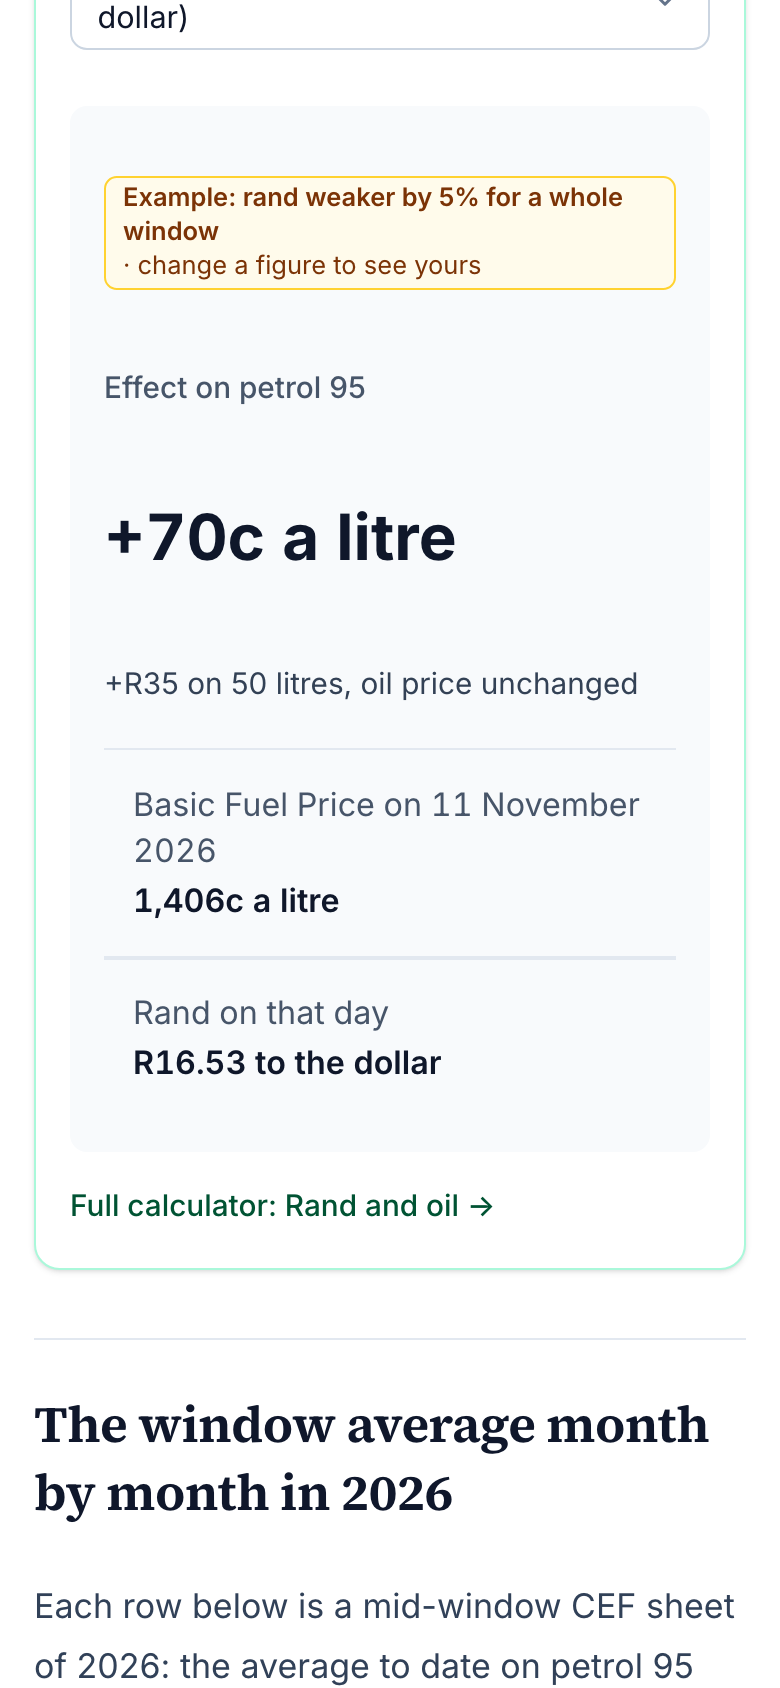 dollar)
Example: rand weaker by 5% for a whole
window
· change a figure to see yours
Effect on petrol 95
+70c a litre
+R35 on 50 litres, oil price unchanged
Basic Fuel Price on 11 November
2026
1,406c a litre
Rand on that day
R16.53 to the dollar
Full calculator: Rand and oil →
The window average month
by month in 2026
Each row below is a mid-window CEF sheet
of 2026: the average to date on petrol 95